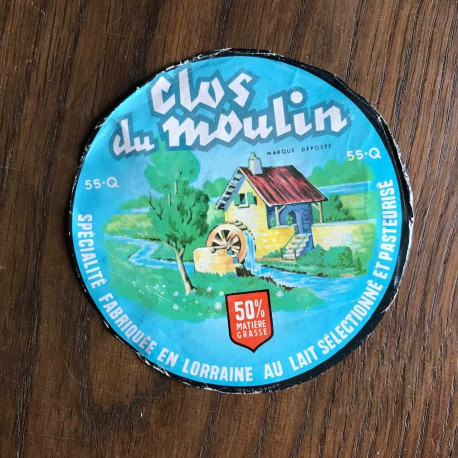 Clos
du moulin
MARQUE DÉPOSÉE
55-Q
55-Q
50%
MATIÈRE
GRASSE
SPÉCIALITÉ FABRIQUÉE EN LORRAINE AU LAIT SÉLECTIONNÉ ET PASTEURISÉ